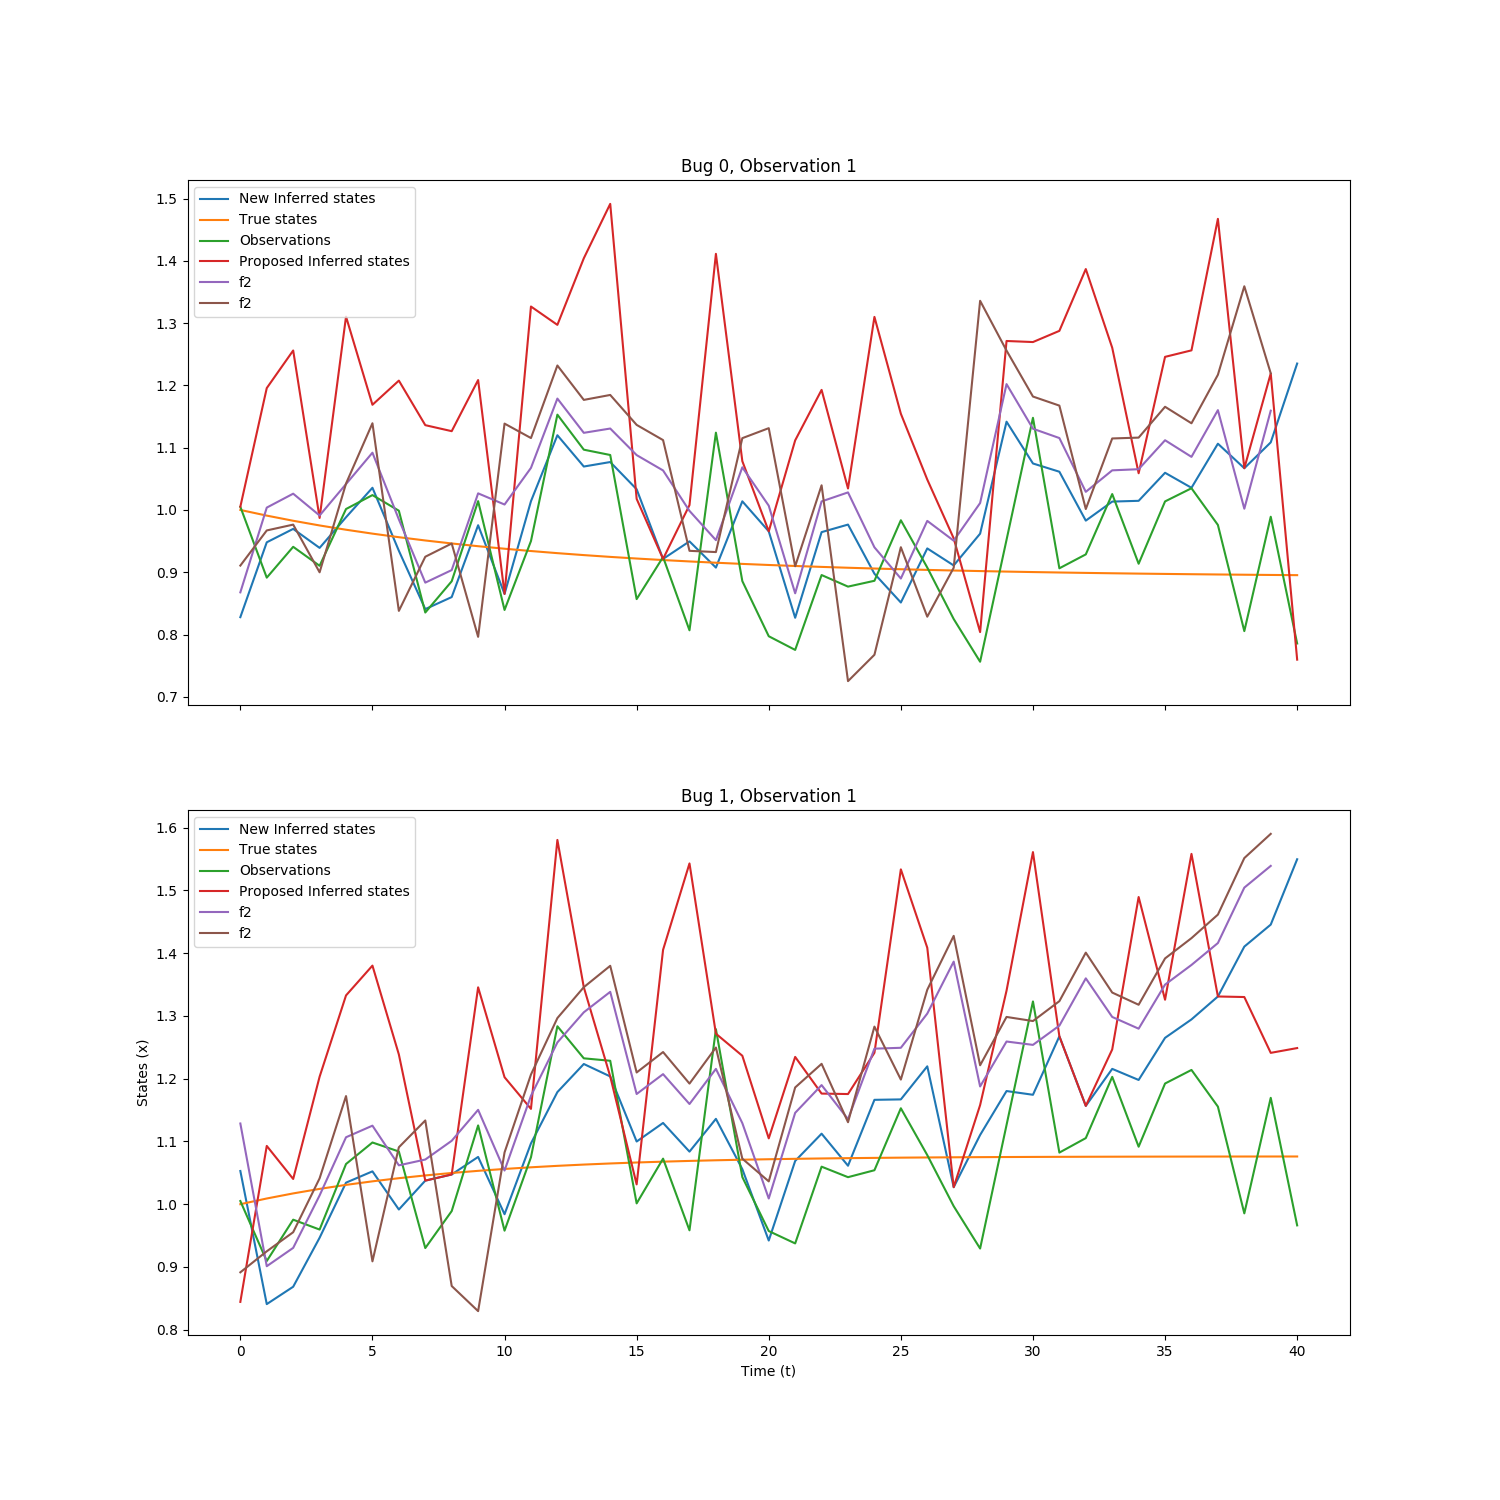 Bug 0, Observation 1
New Inferred states
True states
Observations
Proposed Inferred states
f2
f2
1.5
1.4
1.3
1.2
1.1
1.0
0.9
0.8
0.7
Bug 1, Observation 1
New Inferred states
True states
Observations
Proposed Inferred states
f2
f2
1.6
1.5
1.4
1.3
1.2
1.1
1.0
0.9
0.8
States (x)
0 5 10 15 20 25 30 35 40
Time (t)